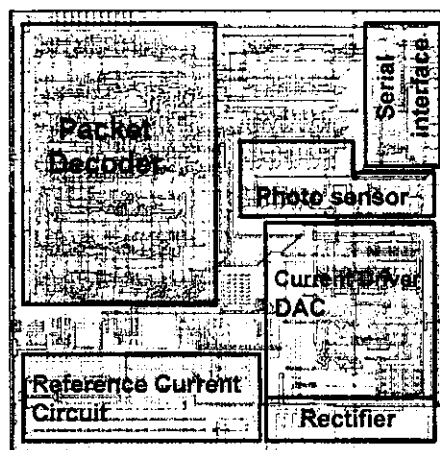 Packet
Decoder
Serial
interface
Photo sensor
Current Driver
DAC
Reference Current
Circuit
Rectifier